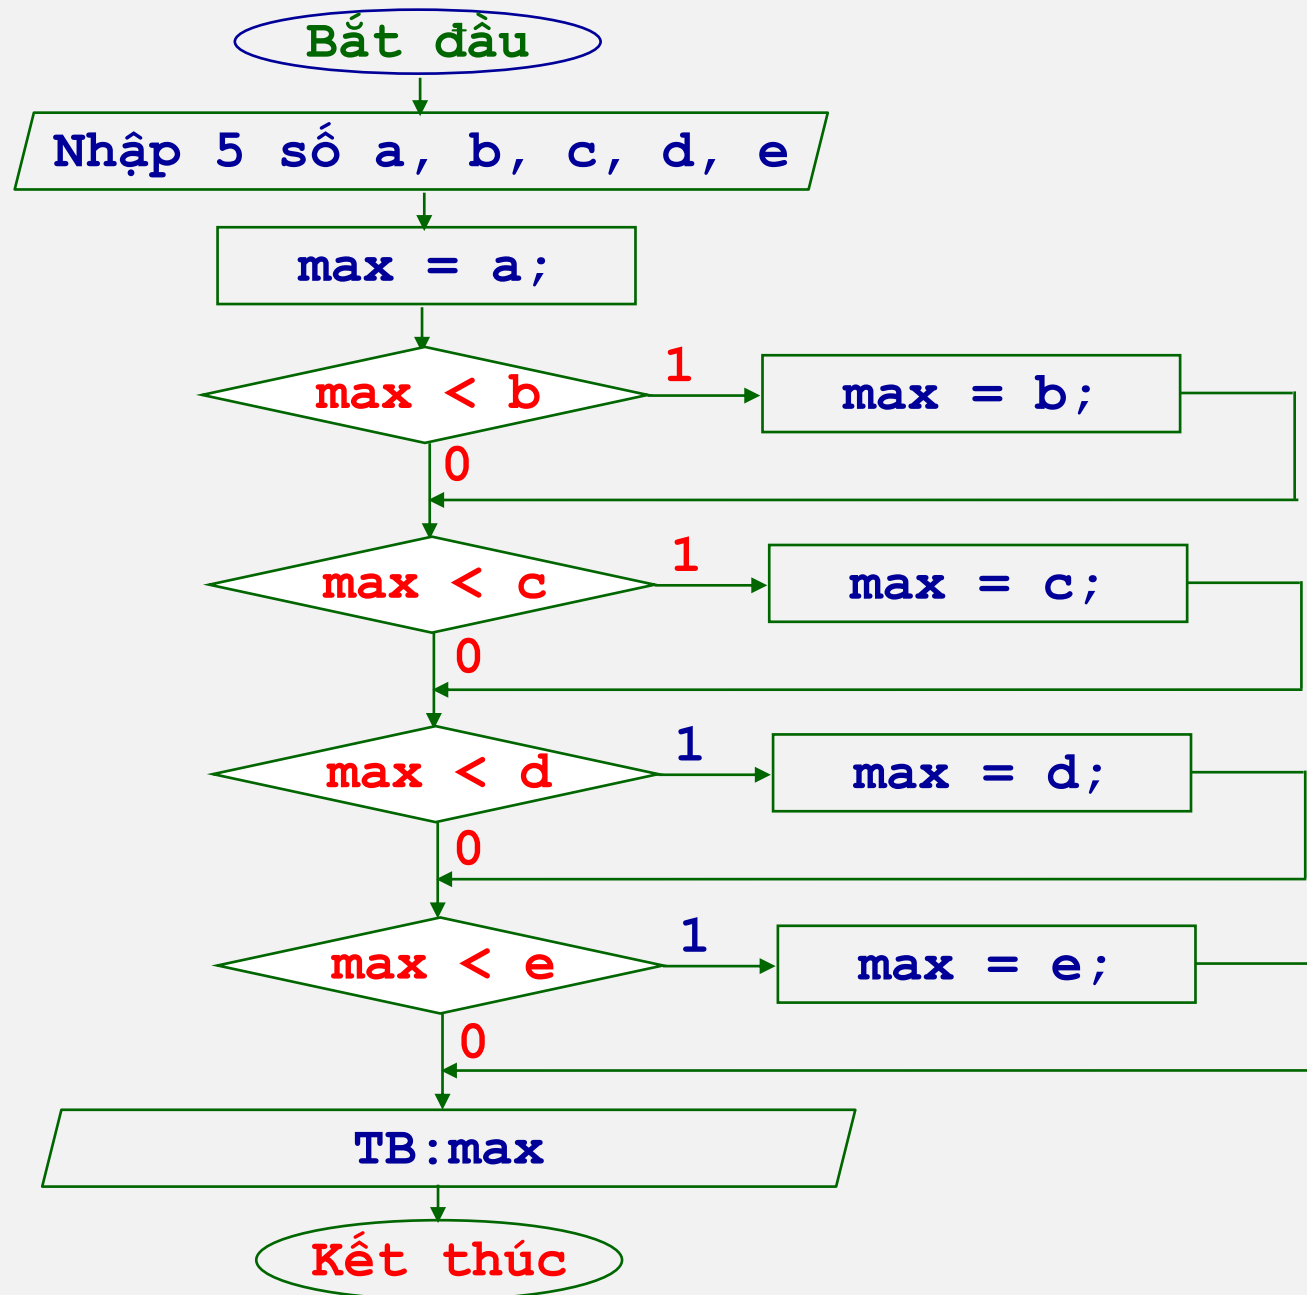 Bắt đầu
Nhập 5 số a, b, c, d, e
max = a;
max < b
1
max = b;
0
max < c
1
max = c;
0
max < d
1
max = d;
0
max < e
1
max = e;
0
TB:max
Kết thúc